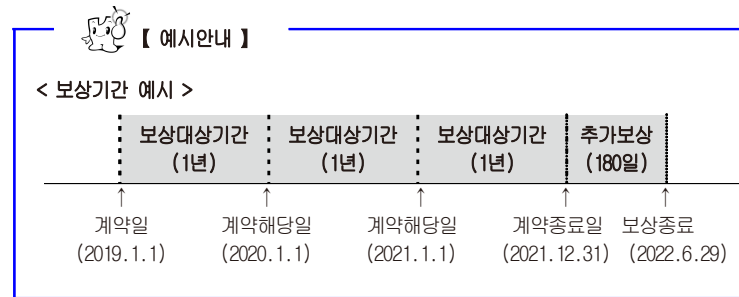 【 예시안내 】
< 보상기간 예시 >
보상대상기간 보상대상기간 보상대상기간 추가보상
(1년) (1년) (1년) (180일)
↑ ↑ ↑ ↑ ↑
계약일 계약해당일 계약해당일 계약종료일 보상종료
(2019.1.1) (2020.1.1) (2021.1.1) (2021.12.31) (2022.6.29)